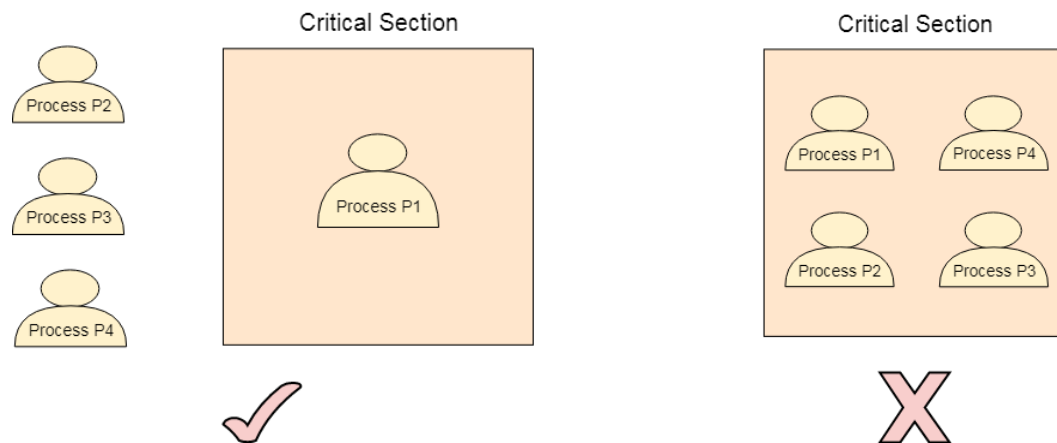 Critical Section
Process P2
Process P3
Process P4
Process P1
Critical Section
Process P1
Process P4
Process P2
Process P3